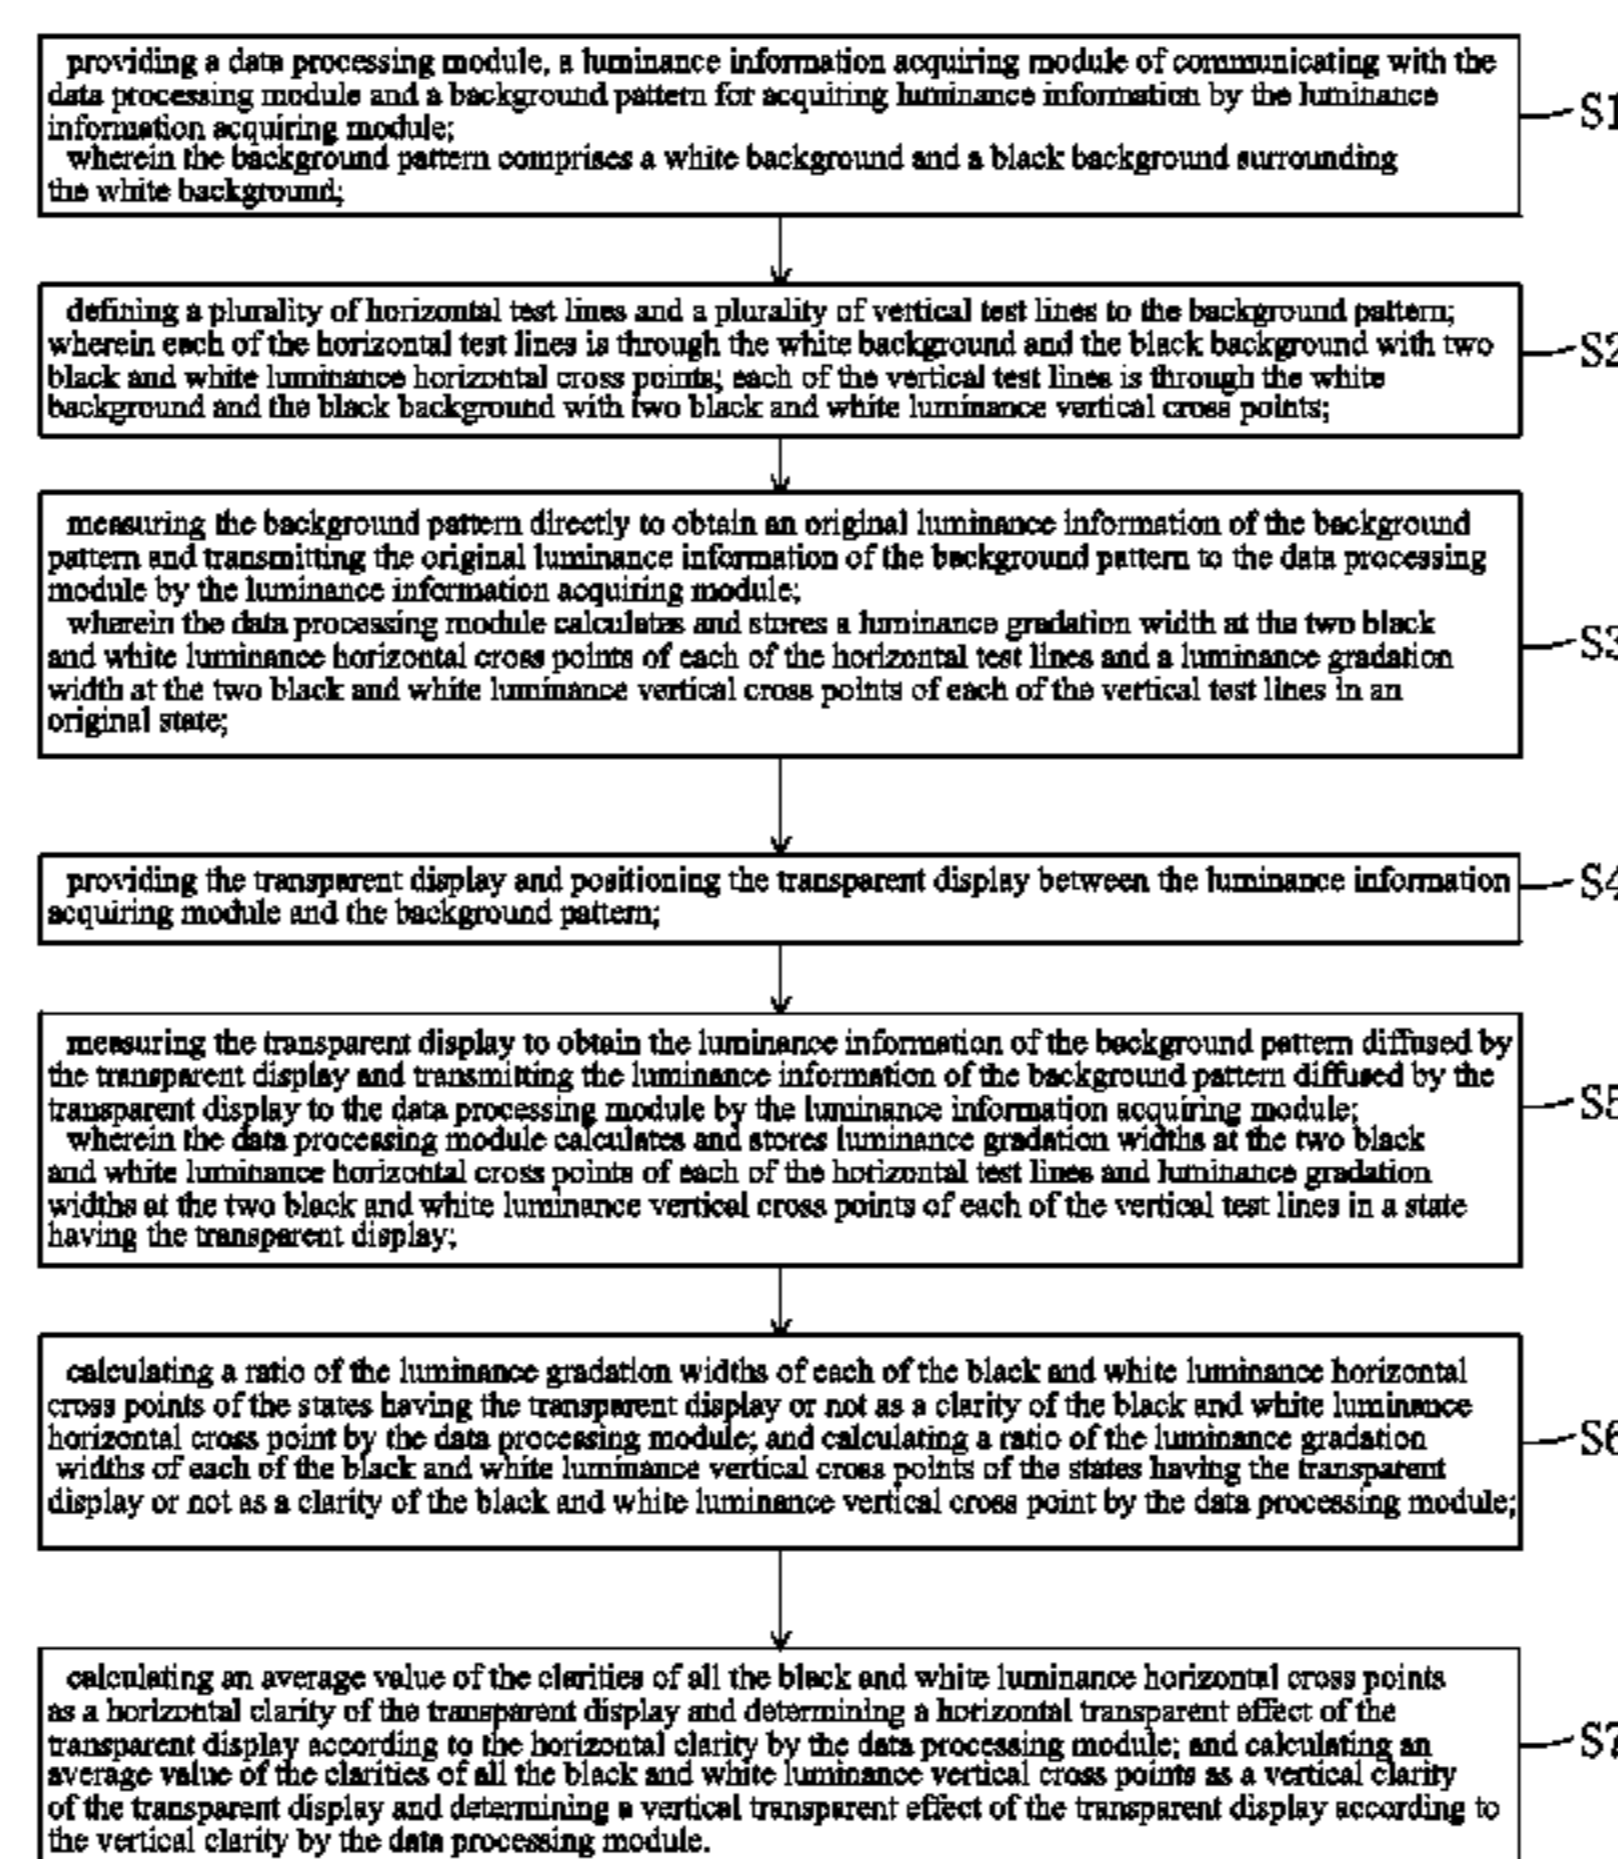 providing a data processing module, a luminance information acquiring module of communicating with the
data processing module and a background pattern for acquiring luminance information by the luminance
information acquiring module;
wherein the background pattern comprises a white background and a black background surrounding
the white background;
S1
defining a plurality of horizontal test lines and a plurality of vertical test lines to the background pattern;
wherein each of the horizontal test lines is through the white background and the black background with two
black and white luminance horizontal cross points; each of the vertical test lines is through the white
background and the black background with two black and white luminance vertical cross points;
S2
measuring the background pattern directly to obtain an original luminance information of the background
pattern and transmitting the original luminance information of the background pattern to the data processing
module by the luminance information acquiring module;
wherein the data processing module calculates and stores a luminance gradation width at the two black
and white luminance horizontal cross points of each of the horizontal test lines and a luminance gradation
width at the two black and white luminance vertical cross points of each of the vertical test lines in an
original state;
S3
providing the transparent display and positioning the transparent display between the luminance information
acquiring module and the background pattern;
S4
measuring the transparent display to obtain the luminance information of the background pattern diffused by
the transparent display and transmitting the luminance information of the background pattern diffused by the
transparent display to the data processing module by the luminance information acquiring module;
wherein the data processing module calculates and stores luminance gradation widths at the two black
and white luminance horizontal cross points of each of the horizontal test lines and luminance gradation
widths at the two black and white luminance vertical cross points of each of the vertical test lines in a state
having the transparent display;
S5
calculating a ratio of the luminance gradation widths of each of the black and white luminance horizontal
cross points of the states having the transparent display or not as a clarity of the black and white luminance
horizontal cross point by the data processing module; and calculating a ratio of the luminance gradation
widths of each of the black and white luminance vertical cross points of the states having the transparent
display or not as a clarity of the black and white luminance vertical cross point by the data processing module;
S6
calculating an average value of the clarities of all the black and white luminance horizontal cross points
as a horizontal clarity of the transparent display and determining a horizontal transparent effect of the
transparent display according to the horizontal clarity by the data processing module; and calculating an
average value of the clarities of all the black and white luminance vertical cross points as a vertical clarity
of the transparent display and determining a vertical transparent effect of the transparent display according to
the vertical clarity by the data processing module.
S7